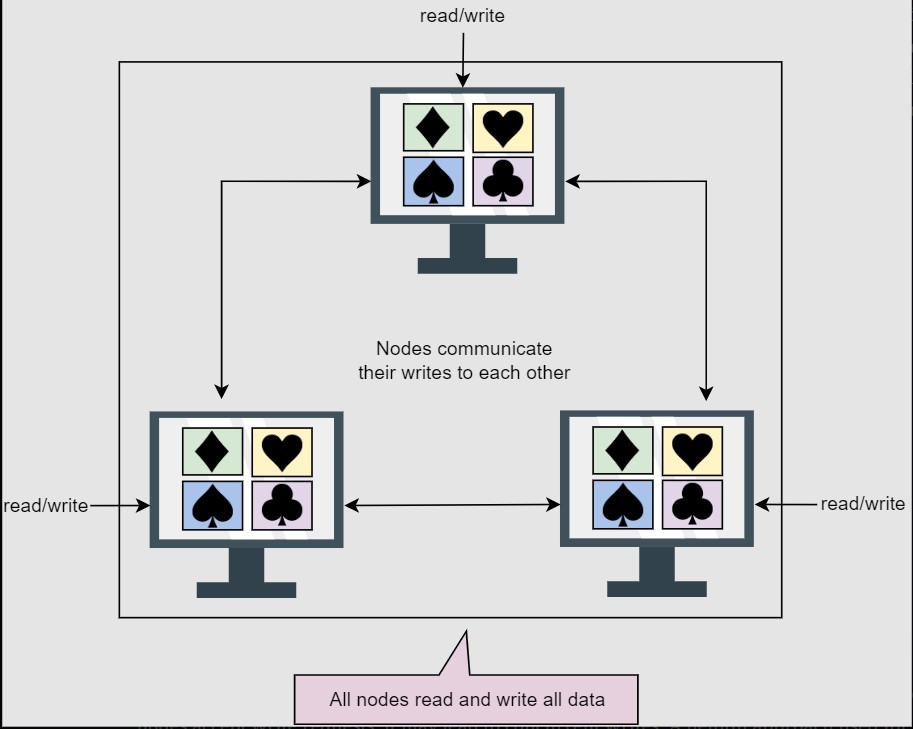 read/write
Nodes communicate
their writes to each other
read/write
read/write
All nodes read and write all data